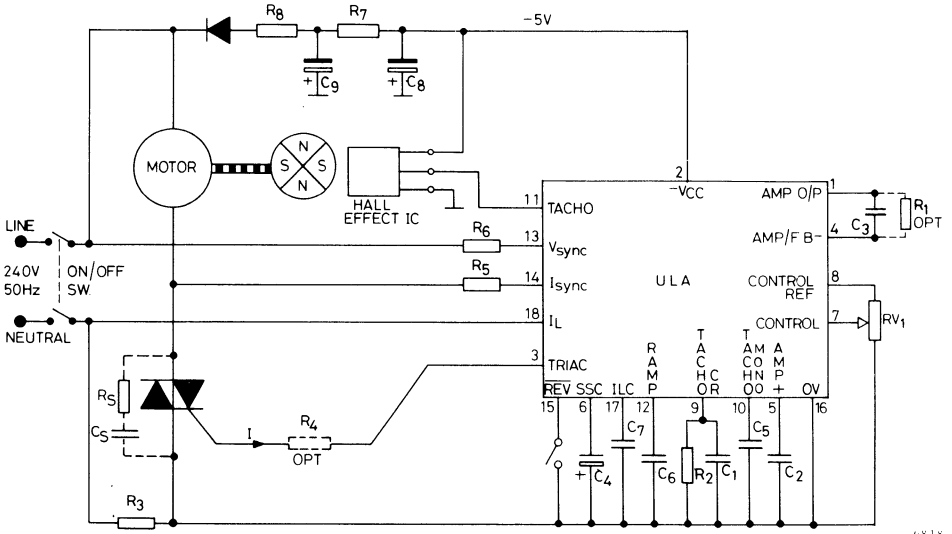 R8
R7
-5V
+
C9
+
C8
MOTOR
N
S
S
N
HALL
EFFECT IC
2
-VCC
AMP O/P
1
11
TACHO
C3
R1
OPT
LINE
R6
13
Vsync
AMP/F B-
4
240V
50Hz
ON/OFF
SW.
R5
14
Isync
ULA
CONTROL
REF
8
NEUTRAL
18
IL
CONTROL
7
RV1
3
TRIAC
RAMP
TACHO
CR
TACHO
MONO
AMP+
REV
SSC
ILC
0V
15
6
17
12
9
10
5
16
RS
CS
I
R4
OPT
C7
C5
+
C4
C6
R2
C1
C2
R3